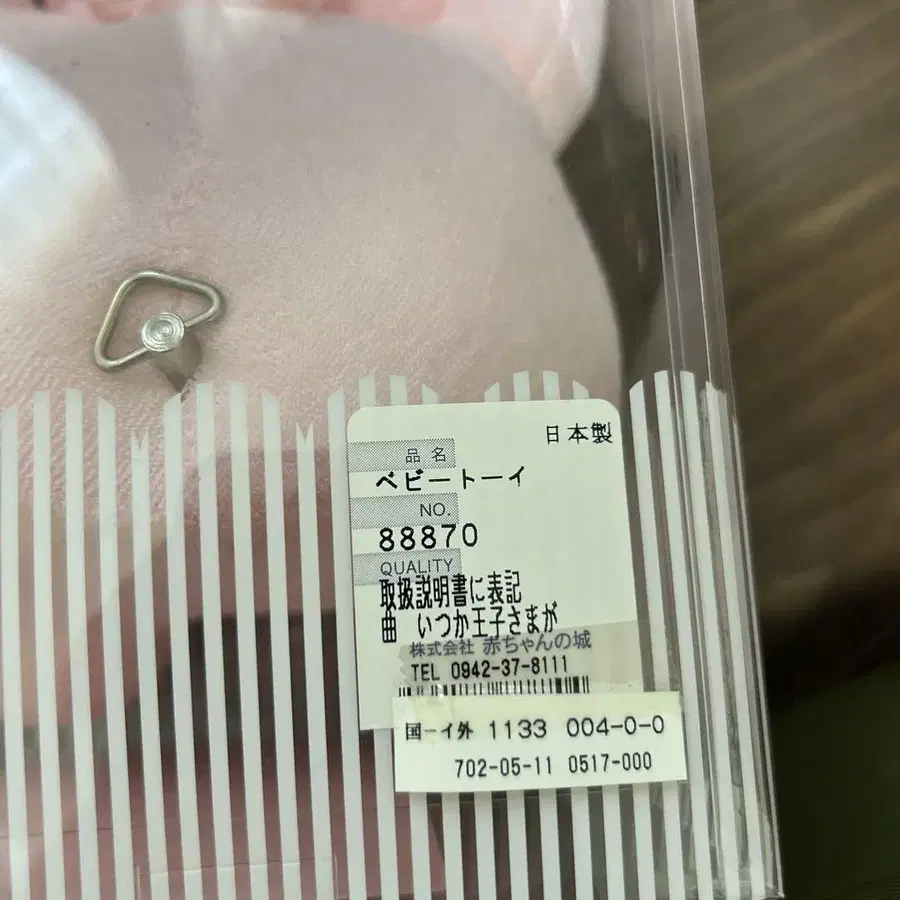 日本製
品名
ベビートーイ
NO.
88870
QUALITY
取扱説明書に表記
曲 いつか王子さまが
株式会社 赤ちゃんの城
TEL 0942-37-8111
国ーイ外 1133 004-0-0
702-05-11 0517-000